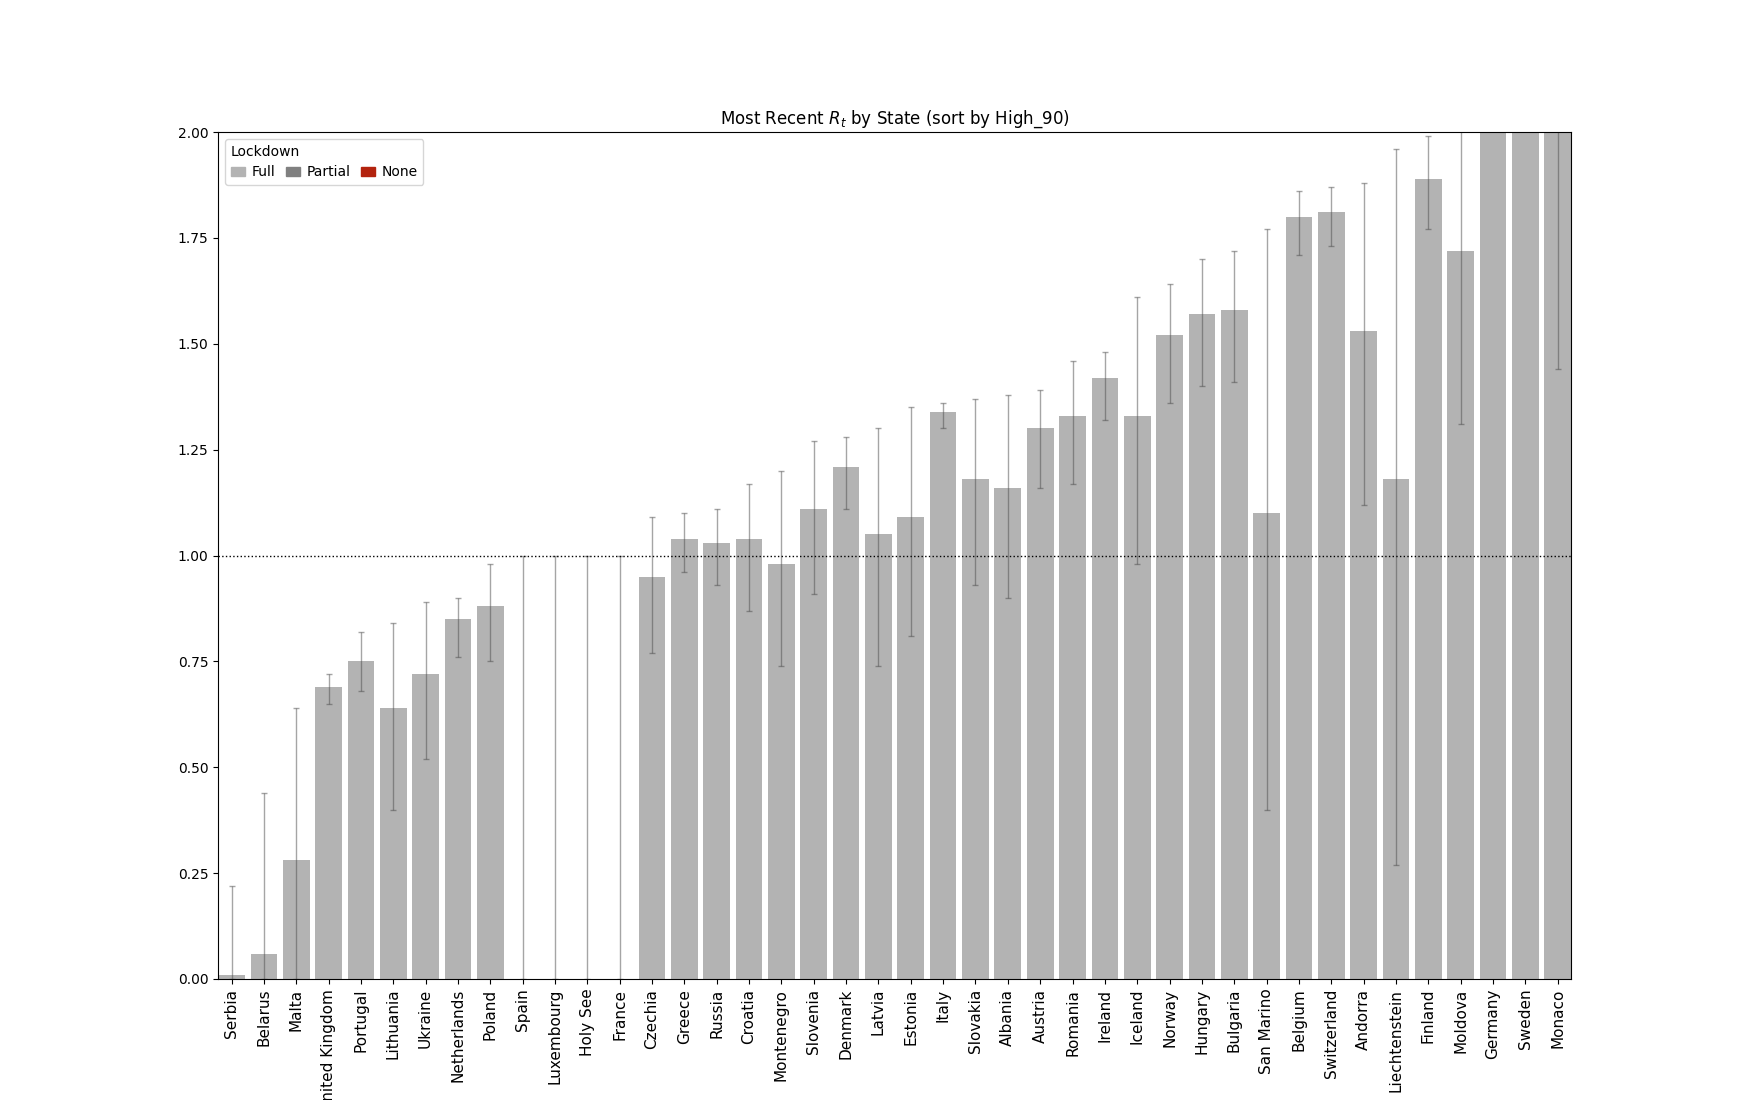 Most Recent R_t by State (sort by High_90)
Lockdown
Full Partial None
2.00
1.75
1.50
1.25
1.00
0.75
0.50
0.25
0.00
Serbia
Belarus
Malta
nited Kingdom
Portugal
Lithuania
Ukraine
Netherlands
Poland
Spain
Luxembourg
Holy See
France
Czechia
Greece
Russia
Croatia
Montenegro
Slovenia
Denmark
Latvia
Estonia
Italy
Slovakia
Albania
Austria
Romania
Ireland
Iceland
Norway
Hungary
Bulgaria
San Marino
Belgium
Switzerland
Andorra
Liechtenstein
Finland
Moldova
Germany
Sweden
Monaco